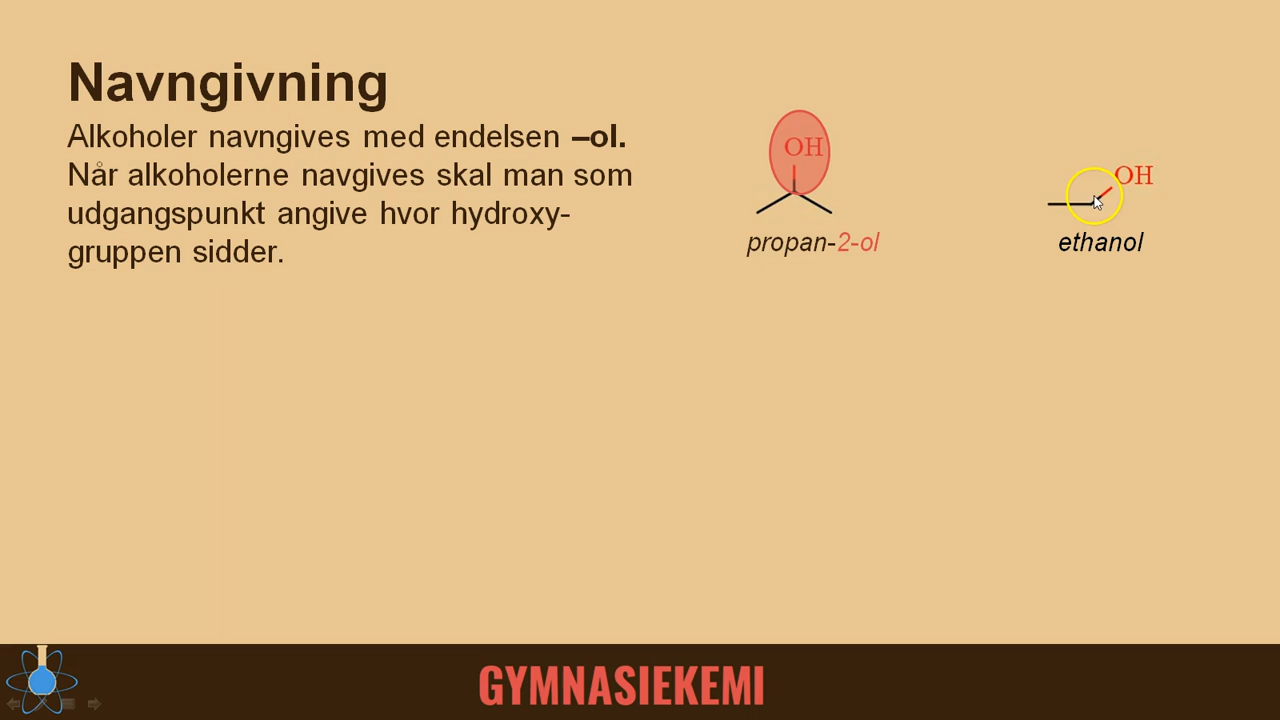 Navngivning
Alkoholer navngives med endelsen –ol.
Når alkoholerne navgives skal man som
udgangspunkt angive hvor hydroxy-
gruppen sidder.
OH
propan-2-ol
OH
ethanol
GYMNASIEKEMI